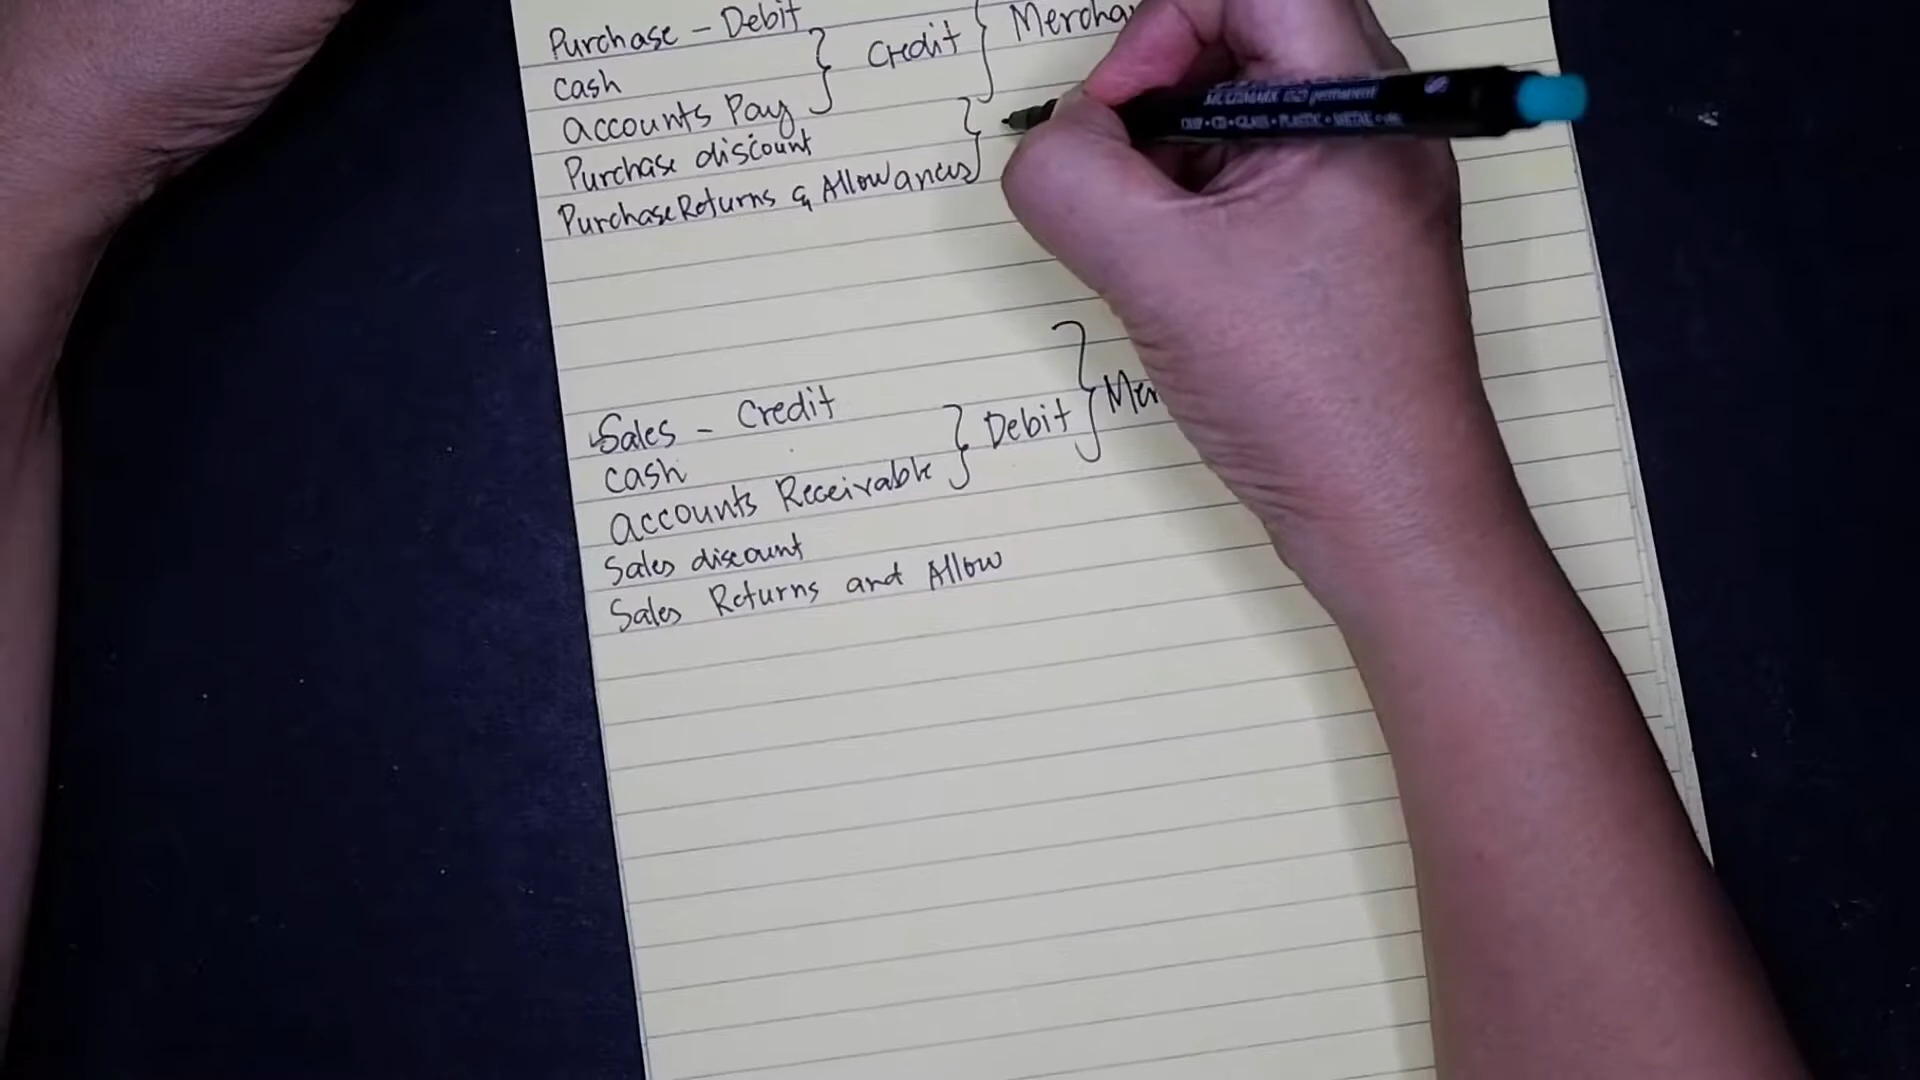 Purchase - Debit
cash
accounts Pay
Credit
Purchase discount
Purchase Returns & Allowances
Sales - Credit
cash
accounts Receivable
Debit
Sales discount
Sales Returns and Allow
permanent